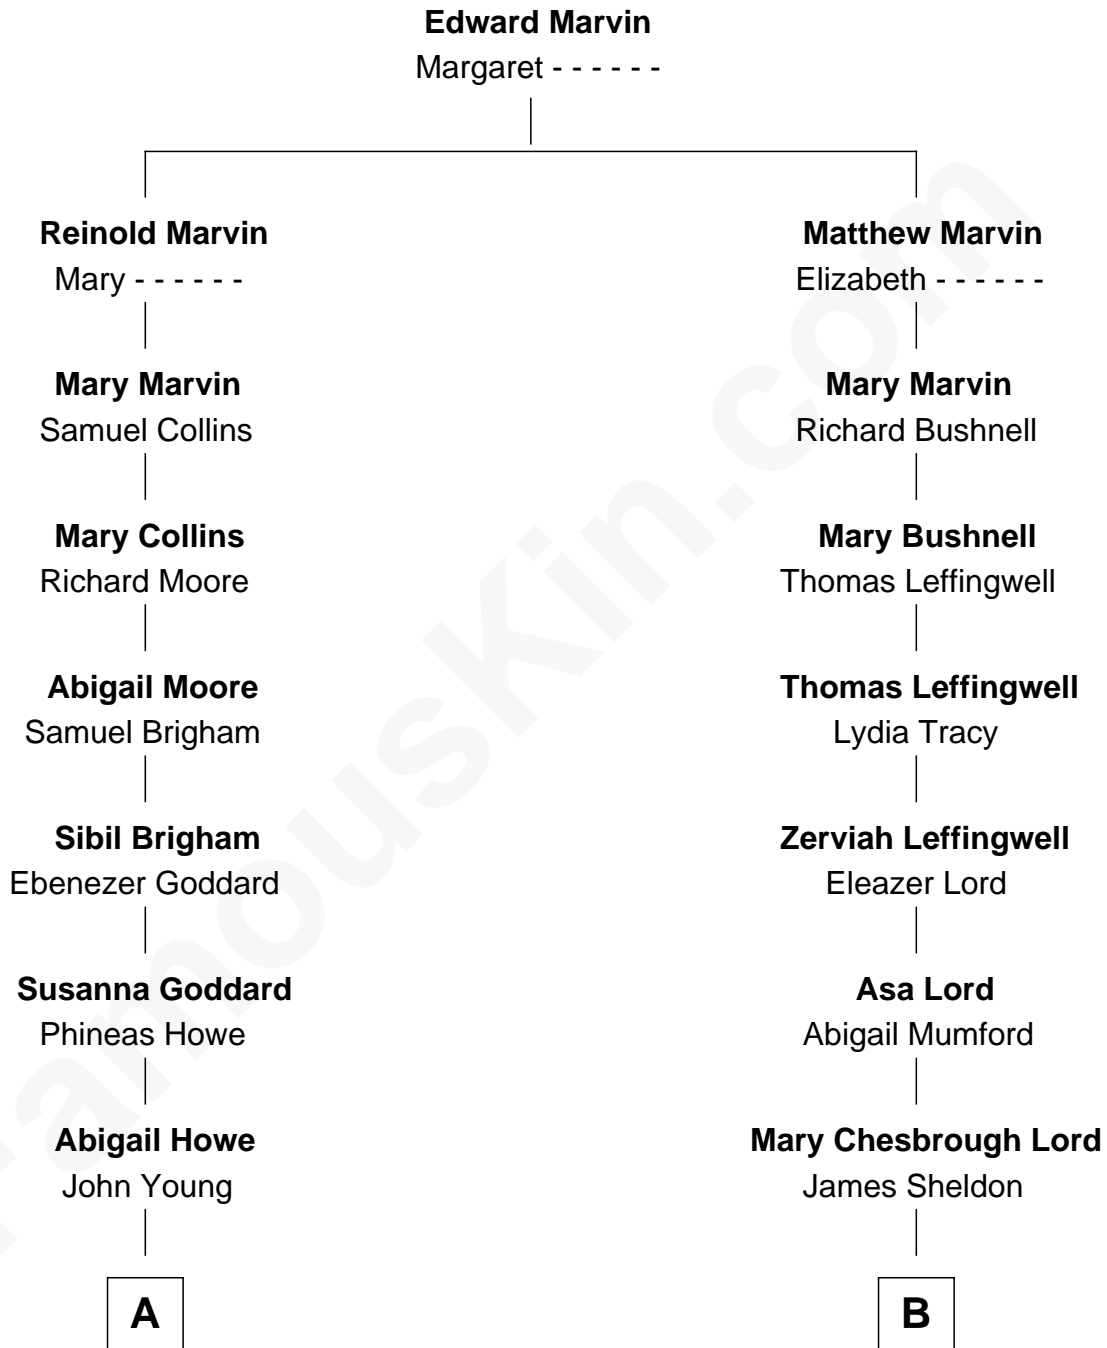 Edward Marvin
Margaret - - - - - -
Reinold Marvin
Mary - - - - - -
Matthew Marvin
Elizabeth - - - - - -
Mary Marvin
Samuel Collins
Mary Marvin
Richard Bushnell
Mary Collins
Richard Moore
Mary Bushnell
Thomas Leffingwell
Abigail Moore
Samuel Brigham
Thomas Leffingwell
Lydia Tracy
Sibil Brigham
Ebenezer Goddard
Zerviah Leffingwell
Eleazer Lord
Susanna Goddard
Phineas Howe
Asa Lord
Abigail Mumford
Abigail Howe
John Young
Mary Chesbrough Lord
James Sheldon
A
B
FamousKin.com